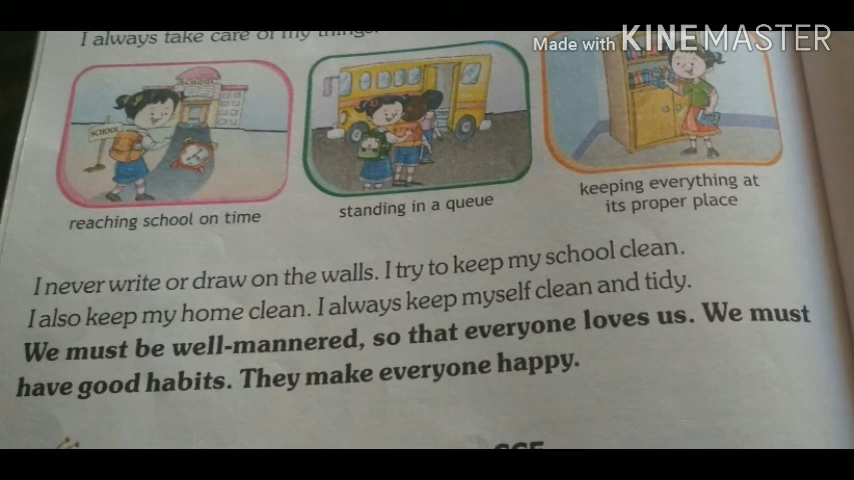 I always take care of my things.
Made with KINEMASTER
SCHOOL
SCHOOL
reaching school on time
standing in a queue
keeping everything at
its proper place
I never write or draw on the walls. I try to keep my school clean.
I also keep my home clean. I always keep myself clean and tidy.
We must be well-mannered, so that everyone loves us. We must
have good habits. They make everyone happy.